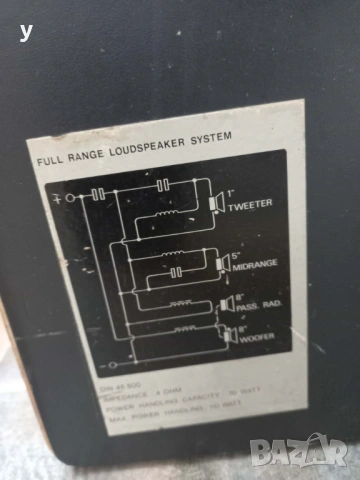 y
FULL RANGE LOUDSPEAKER SYSTEM
+
1"
TWEETER
5"
MIDRANGE
8"
PASS. RAD.
8"
WOOFER
−
DIN 45 500
IMPEDANCE : 4 OHM
POWER HANDLING CAPACITY : 70 WATT
MAX. POWER HANDLING : 110 WATT
BAZAR
bg